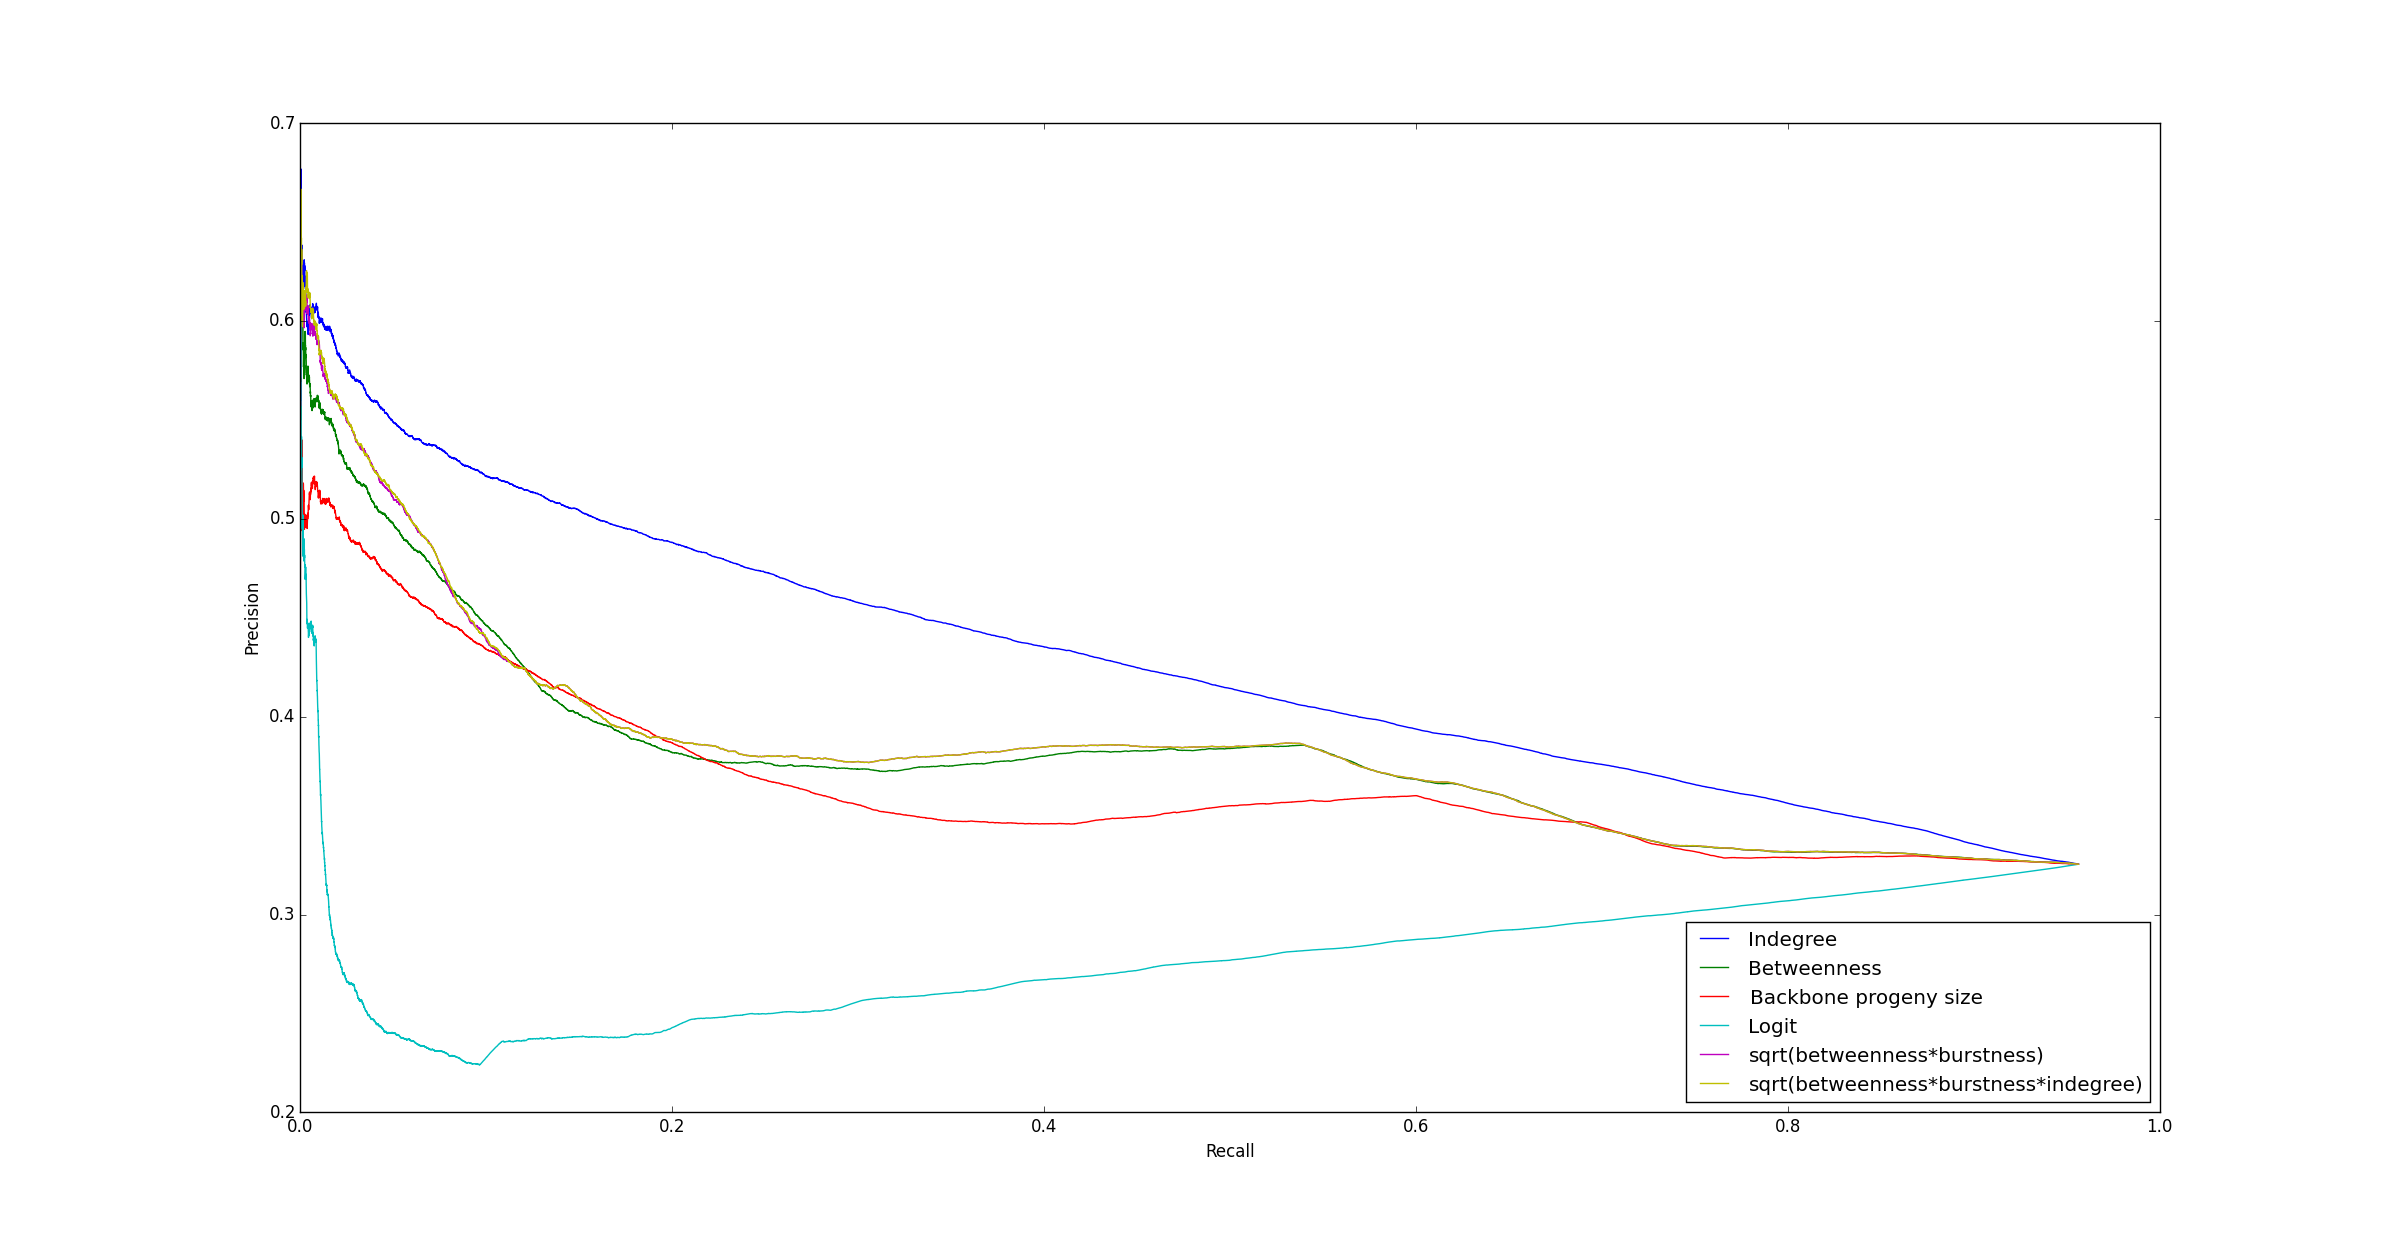 0.7
0.6
0.5
0.4
0.3
0.2
Precision
0.0
0.2
0.4
0.6
0.8
1.0
Recall
Indegree
Betweenness
Backbone progeny size
Logit
sqrt(betweenness*burstness)
sqrt(betweenness*burstness*indegree)